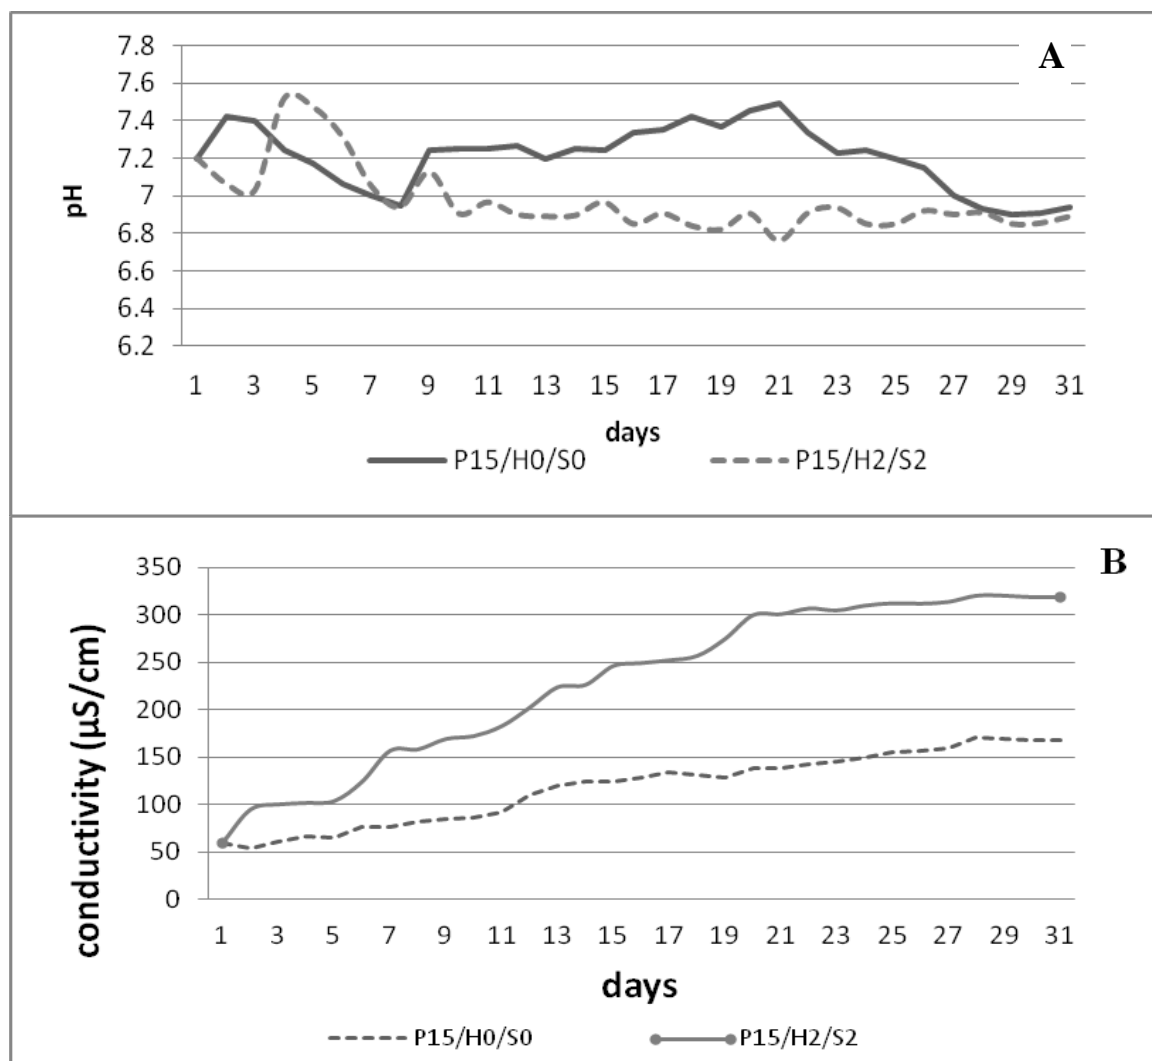 A
7.8
7.6
7.4
7.2
7
6.8
6.6
6.4
6.2
pH
1 3 5 7 9 11 13 15 17 19 21 23 25 27 29 31
days
P15/H0/S0 P15/H2/S2
B
350
300
250
200
150
100
50
0
conductivity (µS/cm)
1 3 5 7 9 11 13 15 17 19 21 23 25 27 29 31
days
P15/H0/S0 P15/H2/S2